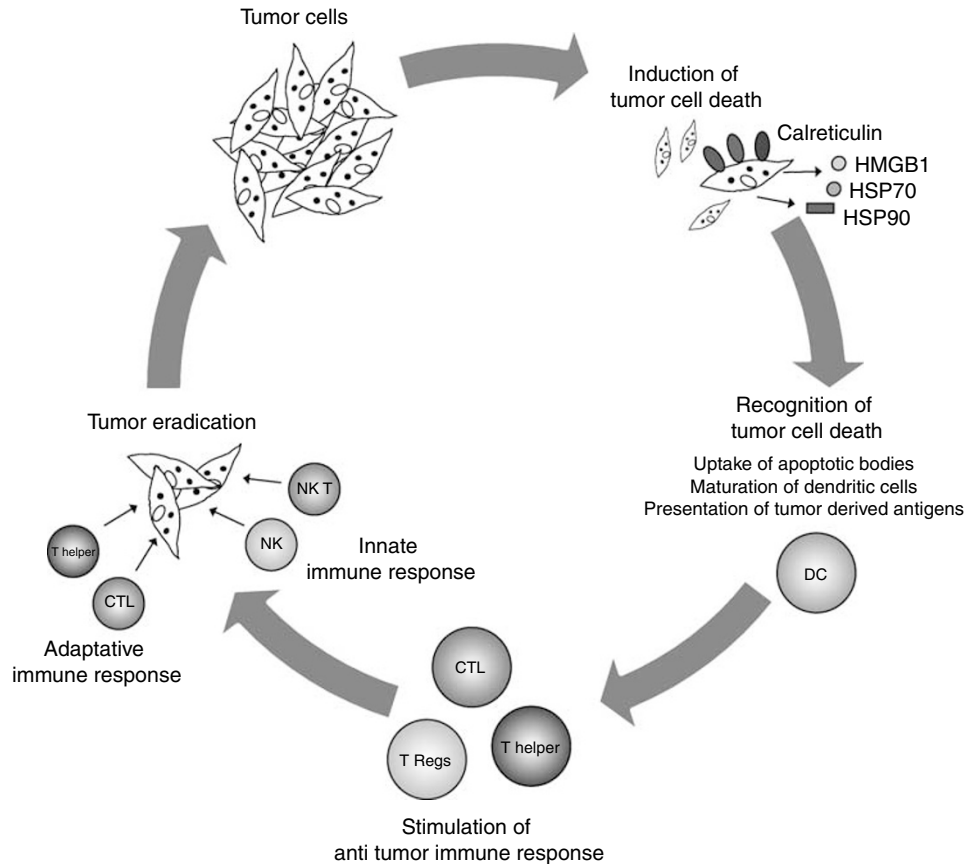 Tumor cells
Induction of
tumor cell death
Calreticulin
HMGB1
HSP70
HSP90
Recognition of
tumor cell death
Uptake of apoptotic bodies
Maturation of dendritic cells
Presentation of tumor derived antigens
DC
CTL
T helper
T Regs
Stimulation of
anti tumor immune response
Tumor eradication
NK T
NK
T helper
CTL
Innate
immune response
Adaptative
immune response